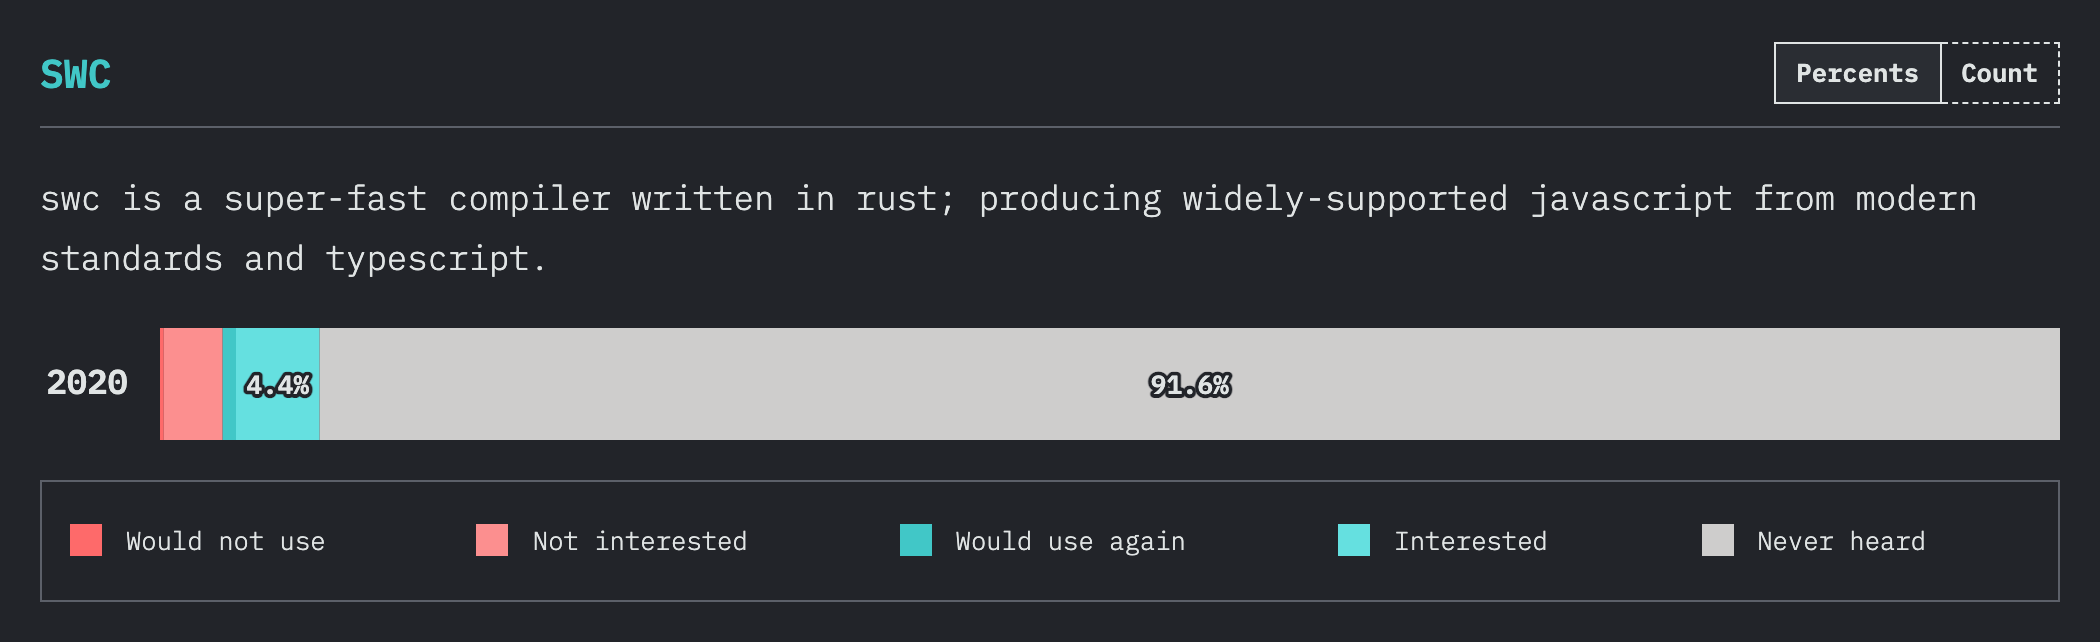 SWC
Percents Count
swc is a super-fast compiler written in rust; producing widely-supported javascript from modern
standards and typescript.
2020 4.4% 91.6%
Would not use Not interested Would use again Interested Never heard